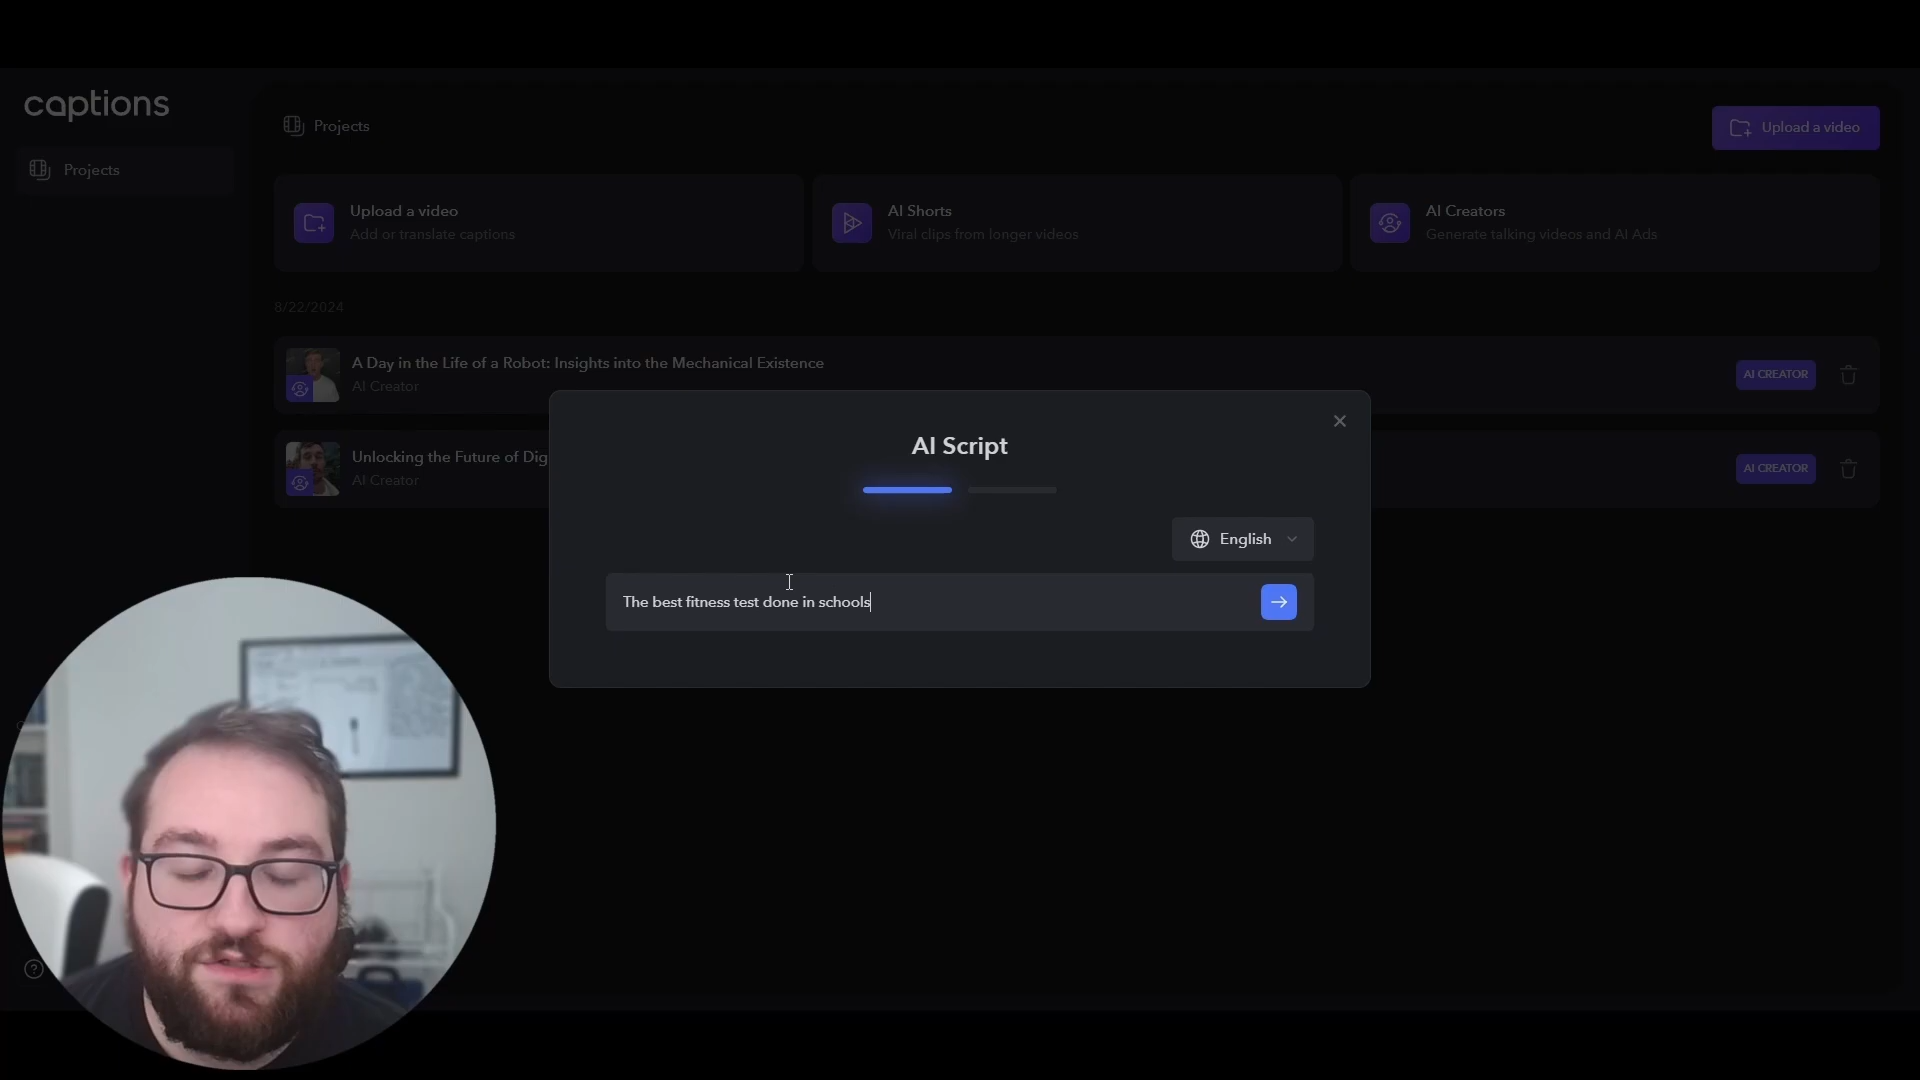 captions
Projects
Projects
Upload a video
Upload a video
Add or translate captions
AI Shorts
Viral clips from longer videos
AI Creators
Generate talking videos and AI Ads
8/22/2024
A Day in the Life of a Robot: Insights into the Mechanical Existence
AI Creator
AI CREATOR
Unlocking the Future of Dig
AI Creator
AI CREATOR
AI Script
English
The best fitness test done in schools
?